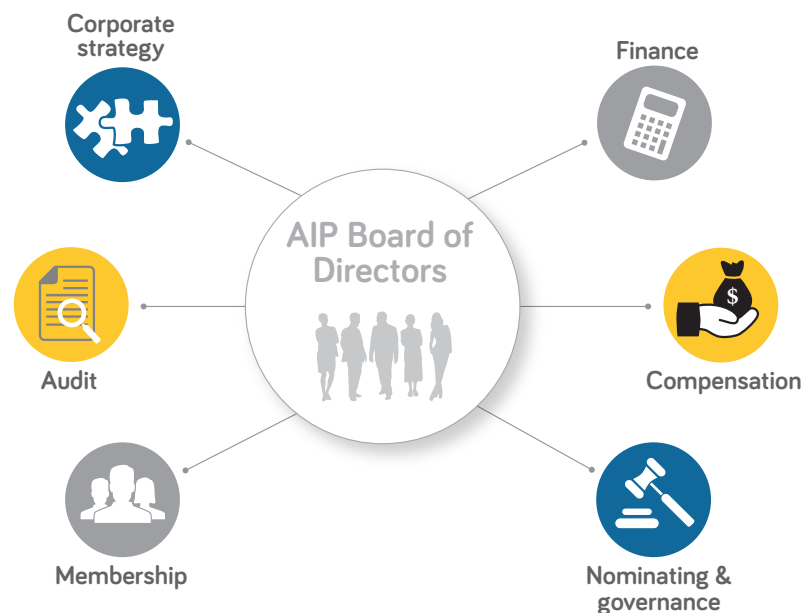 Corporate
strategy
Finance
AIP Board of
Directors
$
Audit
Compensation
Membership
Nominating &
governance